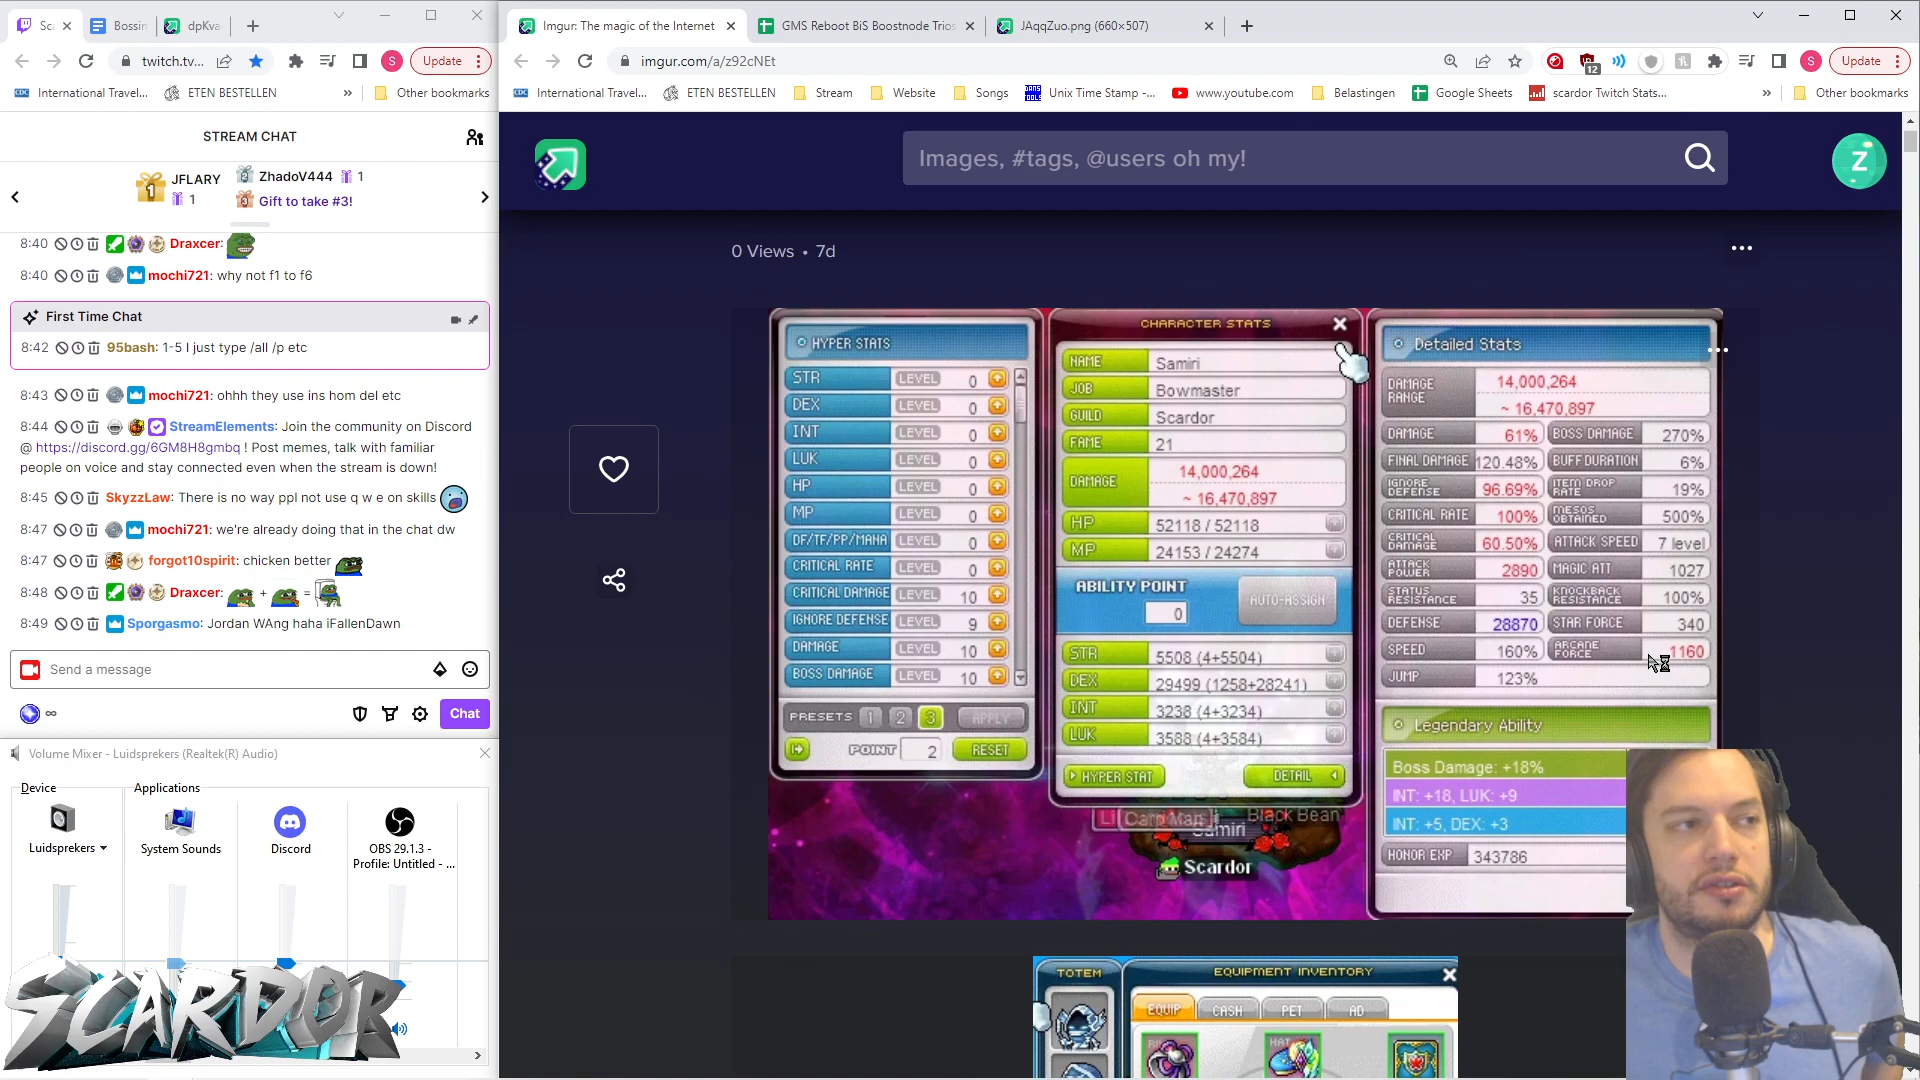 Sc
Bossin
dpKva
twitch.tv...
Update
International Travel...
ETEN BESTELLEN
»
Other bookmarks
STREAM CHAT
1
JFLARY
1
2
ZhadoV444
1
3
Gift to take #3!
8:40 Draxcer:
8:40 mochi721: why not f1 to f6
First Time Chat
8:42 95bash: 1-5 I just type /all /p etc
8:43 mochi721: ohhh they use ins hom del etc
8:44 StreamElements: Join the community on Discord
@ https://discord.gg/6GM8H8gmbq ! Post memes, talk with familiar
people on voice and stay connected even when the stream is down!
8:45 SkyzzLaw: There is no way ppl not use q w e on skills
8:47 mochi721: we're already doing that in the chat dw
8:47 forgot10spirit: chicken better
8:48 Draxcer: + =
8:49 Sporgasmo: Jordan WAng haha iFallenDawn
Send a message
∞
Chat
Volume Mixer - Luidsprekers (Realtek(R) Audio)
Device
Applications
Luidsprekers
System Sounds
Discord
OBS 29.1.3 -
Profile: Untitled - ...
SCARDOR
Imgur: The magic of the Internet
GMS Reboot BiS Boostnode Trios
JAqqZuo.png (660×507)
imgur.com/a/z92cNEt
12
S
Update
International Travel...
ETEN BESTELLEN
Stream
Website
Songs
Unix Time Stamp -...
www.youtube.com
Belastingen
Google Sheets
scardor Twitch Stats...
»
Other bookmarks
Images, #tags, @users oh my!
Z
0 Views • 7d
HYPER STATS
STR LEVEL 0
DEX LEVEL 0
INT LEVEL 0
LUK LEVEL 0
HP LEVEL 0
MP LEVEL 0
DF/TF/PP/MANA LEVEL 0
CRITICAL RATE LEVEL 0
CRITICAL DAMAGE LEVEL 10
IGNORE DEFENSE LEVEL 9
DAMAGE LEVEL 10
BOSS DAMAGE LEVEL 10
PRESETS 1 2 3 APPLY
POINT 2 RESET
CHARACTER STATS
NAME Samiri
JOB Bowmaster
GUILD Scardor
FAME 21
DAMAGE 14,000,264
~ 16,470,897
HP 52118 / 52118
MP 24153 / 24274
ABILITY POINT
0
AUTO-ASSIGN
STR 5508 (4+5504)
DEX 29499 (1258+28241)
INT 3238 (4+3234)
LUK 3588 (4+3584)
HYPER STAT DETAIL
Carp Map
Black Bean
Samiri
Scardor
Detailed Stats
DAMAGE RANGE 14,000,264
~ 16,470,897
DAMAGE 61% BOSS DAMAGE 270%
FINAL DAMAGE 120.48% BUFF DURATION 6%
IGNORE DEFENSE 96.69% ITEM DROP RATE 19%
CRITICAL RATE 100% MESOS OBTAINED 500%
CRITICAL DAMAGE 60.50% ATTACK SPEED 7 level
ATTACK POWER 2890 MAGIC ATT 1027
STATUS RESISTANCE 35 KNOCKBACK RESISTANCE 100%
DEFENSE 28870 STAR FORCE 340
SPEED 160% ARCANE FORCE 1160
JUMP 123%
Legendary Ability
Boss Damage: +18%
INT: +18, LUK: +9
INT: +5, DEX: +3
HONOR EXP 343786
TOTEM
EQUIPMENT INVENTORY
EQUIP CASH PET AD